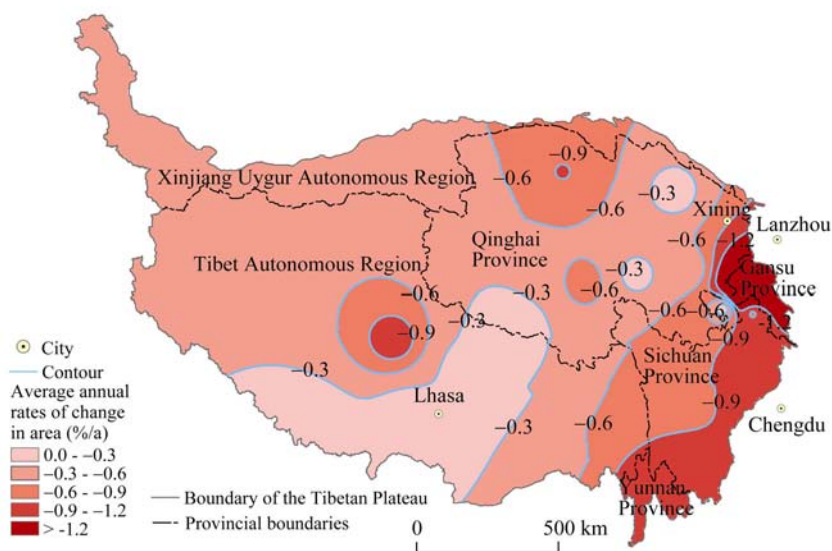 −0.9
−0.6
−0.3
Xinjiang Uygur Autonomous Region
−0.6
Xining
Lanzhou
−0.6
−1.2
Qinghai
Province
Tibet Autonomous Region
−0.3
Gansu
Province
−0.6
−0.6
−0.3
−0.6
−0.6
−1.2
−0.3
−0.9
−0.9
City
Contour
Average annual
rates of change
in area (%/a)
0.0 - −0.3
−0.3 - −0.6
−0.6 - −0.9
−0.9 - −1.2
> -1.2
−0.3
Sichuan
Province
Lhasa
−0.3
−0.6
−0.9
Chengdu
Boundary of the Tibetan Plateau
Provincial boundaries
Yunnan
Province
0
500 km